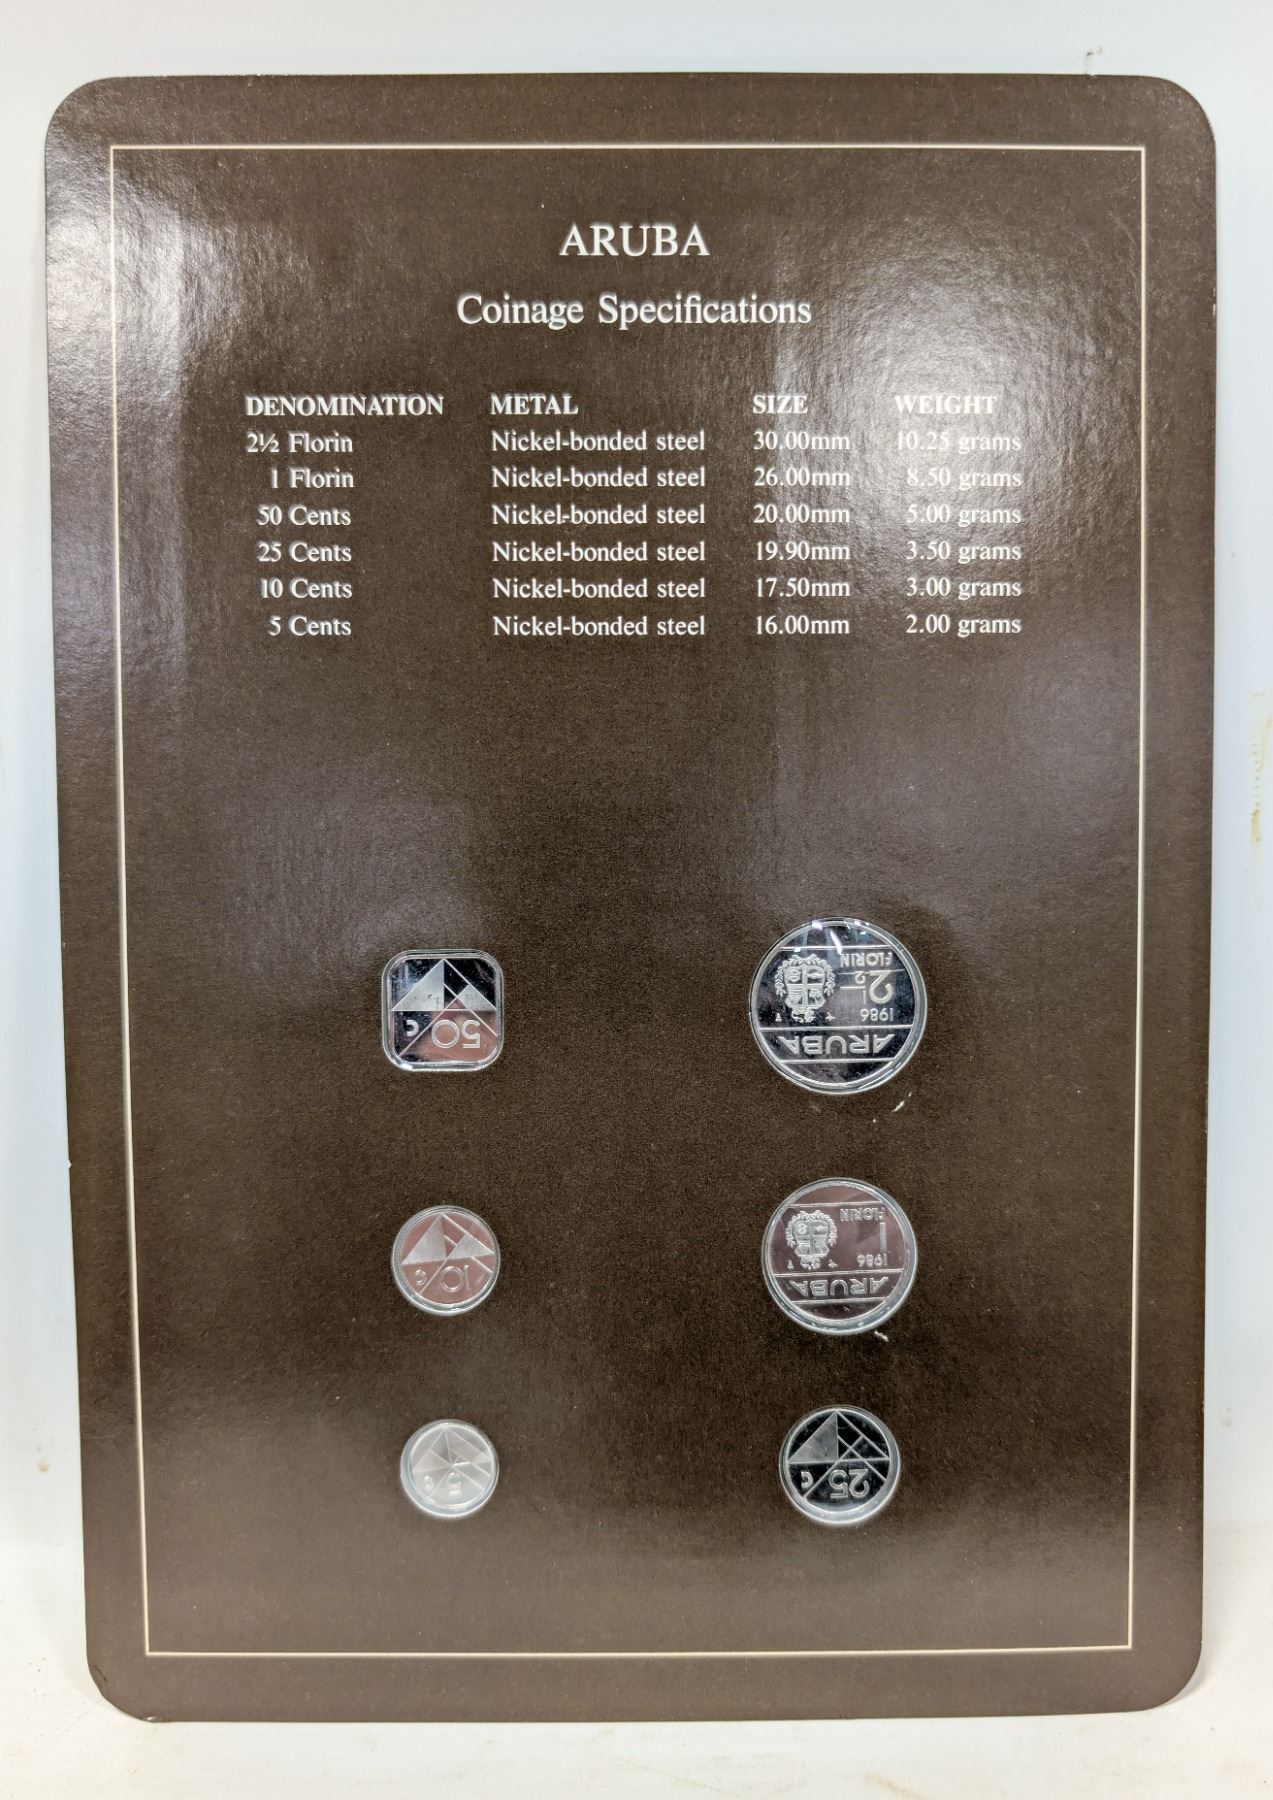 ARUBA
Coinage Specifications
DENOMINATION METAL SIZE WEIGHT
2½ Florin Nickel-bonded steel 30.00mm 10.25 grams
1 Florin Nickel-bonded steel 26.00mm 8.50 grams
50 Cents Nickel-bonded steel 20.00mm 5.00 grams
25 Cents Nickel-bonded steel 19.90mm 3.50 grams
10 Cents Nickel-bonded steel 17.50mm 3.00 grams
5 Cents Nickel-bonded steel 16.00mm 2.00 grams
50 C
ARUBA
1986
2 1/2
FLORIN
10 C
ARUBA
1986
1
FLORIN
5 C
25 C